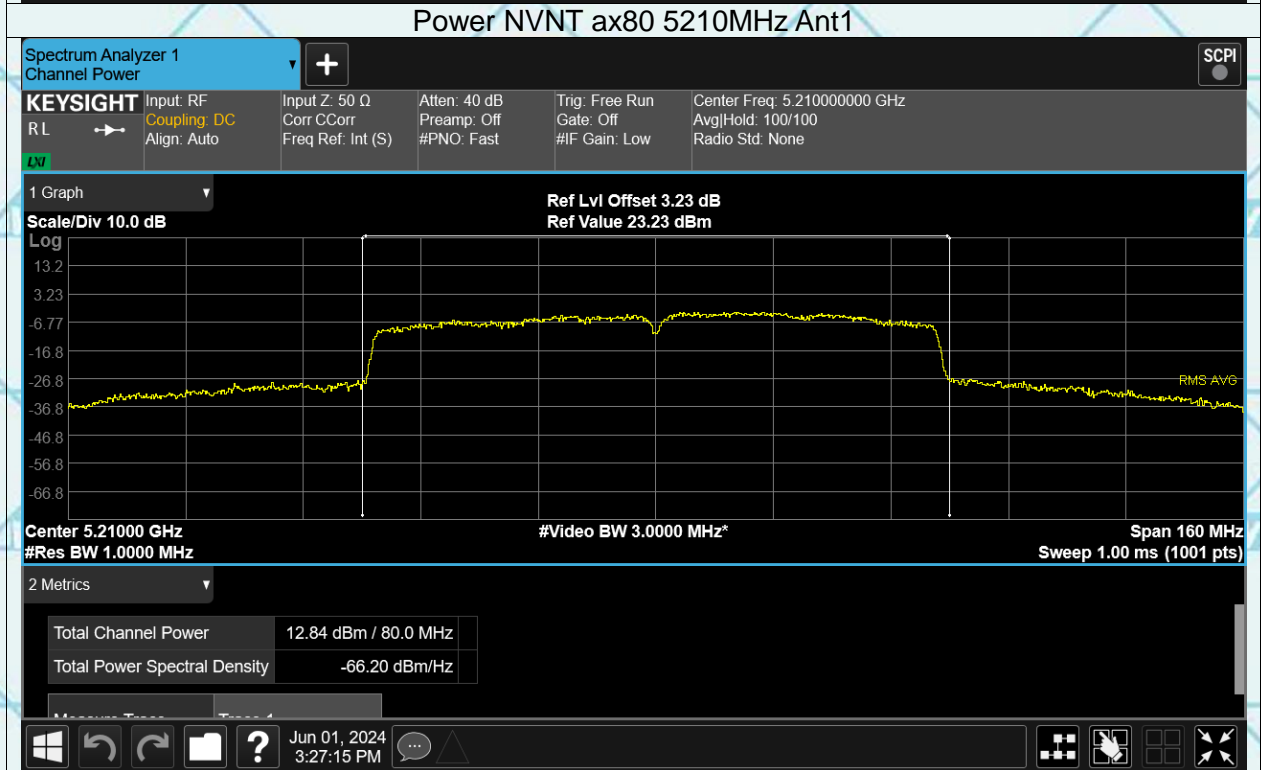 Power NVNT ax80 5210MHz Ant1
Spectrum Analyzer 1
Channel Power
SCPI
KEYSIGHT
RL
LXI
Input: RF
Coupling: DC
Align: Auto
Input Z: 50 Ω
Corr CCorr
Freq Ref: Int (S)
Atten: 40 dB
Preamp: Off
#PNO: Fast
Trig: Free Run
Gate: Off
#IF Gain: Low
Center Freq: 5.210000000 GHz
Avg|Hold: 100/100
Radio Std: None
1 Graph
Ref Lvl Offset 3.23 dB
Scale/Div 10.0 dB
Ref Value 23.23 dBm
Log
13.2
3.23
-6.77
-16.8
-26.8
RMS AVG
-36.8
-46.8
-56.8
-66.8
Center 5.21000 GHz
#Video BW 3.0000 MHz*
Span 160 MHz
#Res BW 1.0000 MHz
Sweep 1.00 ms (1001 pts)
2 Metrics
Total Channel Power 12.84 dBm / 80.0 MHz
Total Power Spectral Density -66.20 dBm/Hz
Measure Trace Trace 1
Jun 01, 2024
3:27:15 PM